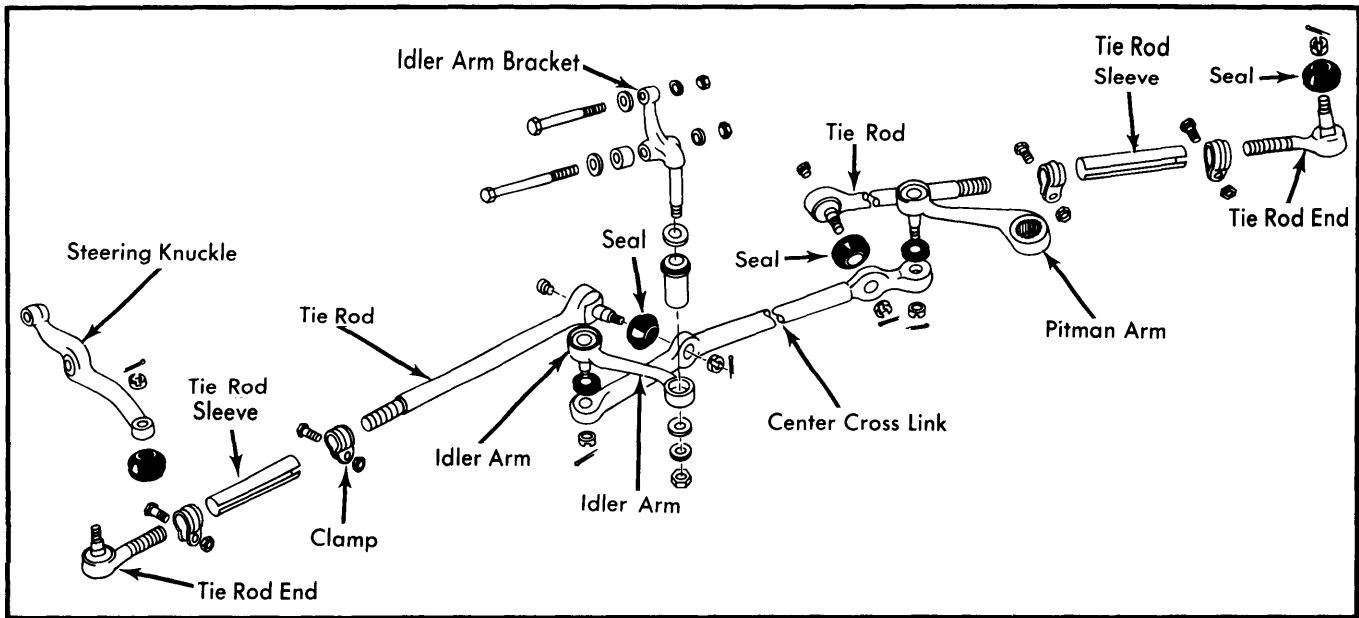 Idler Arm Bracket
Tie Rod
Sleeve
Seal
Tie Rod
Tie Rod End
Seal
Steering Knuckle
Seal
Tie Rod
Pitman Arm
Tie Rod
Sleeve
Center Cross Link
Idler Arm
Idler Arm
Clamp
Tie Rod End